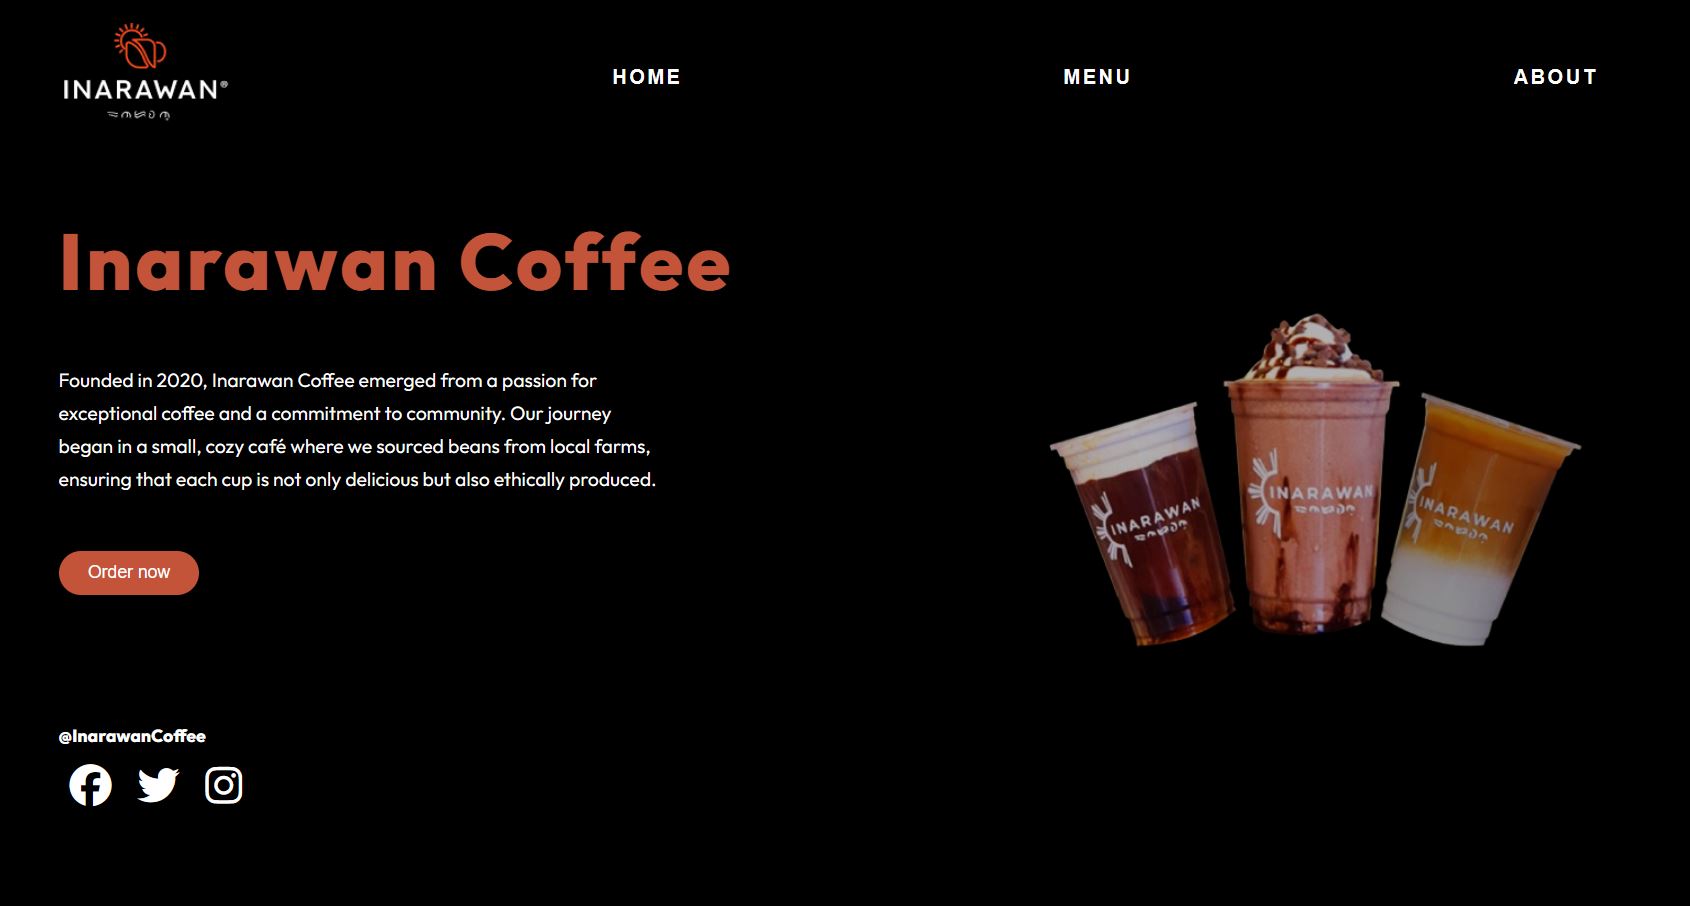 INARAWAN®
HOME
MENU
ABOUT
Inarawan Coffee
Founded in 2020, Inarawan Coffee emerged from a passion for
exceptional coffee and a commitment to community. Our journey
began in a small, cozy café where we sourced beans from local farms,
ensuring that each cup is not only delicious but also ethically produced.
Order now
INARAWAN
INARAWAN
INARAWAN
@InarawanCoffee